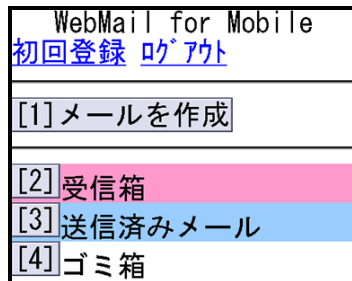 WebMail for Mobile
初回登録 ﾛｸﾞｱｳﾄ
[1]メールを作成
[2]受信箱
[3]送信済みメール
[4]ゴミ箱